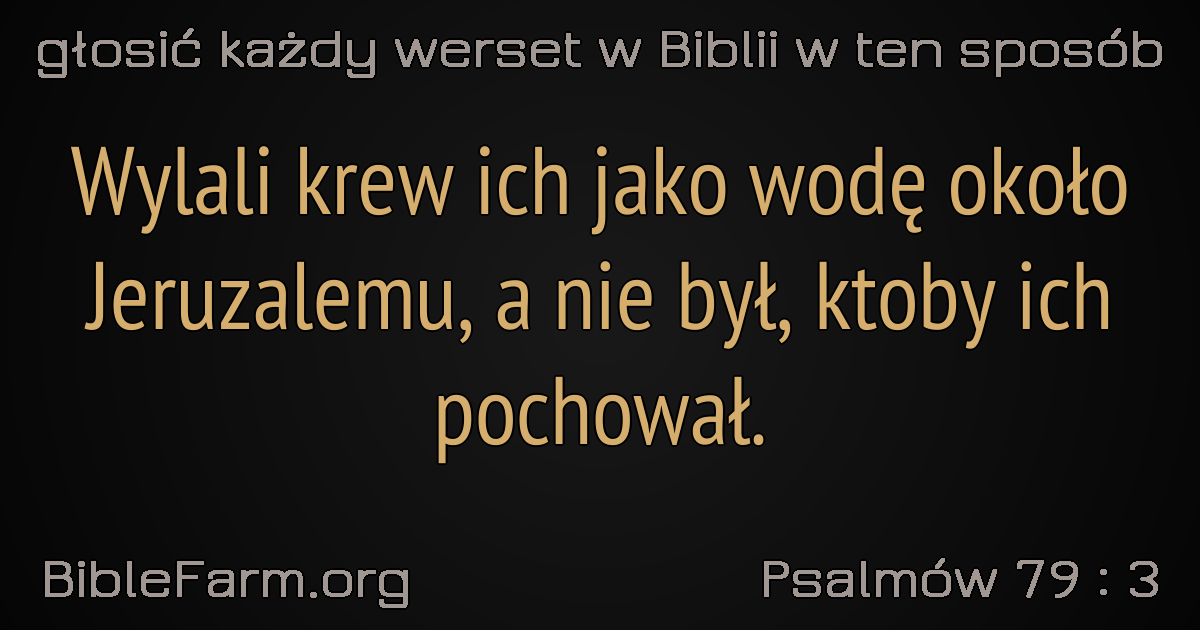 głosić każdy werset w Biblii w ten sposób
Wylali krew ich jako wodę około
Jeruzalemu, a nie był, ktoby ich
pochował.
BibleFarm.org
Psalmów 79 : 3